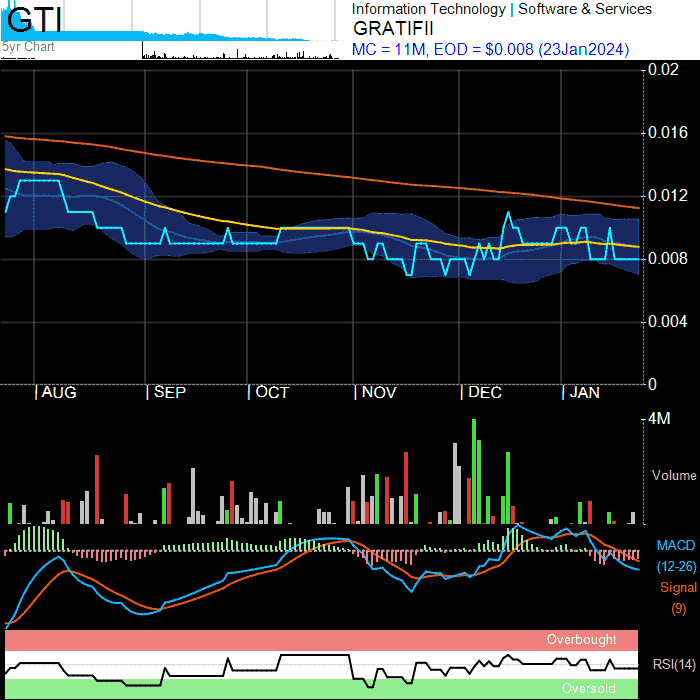 GTI
5yr Chart
Information Technology | Software & Services
GRATIFII
MC = 11M, EOD = $0.008 (23Jan2024)
0.02
0.016
0.012
0.008
0.004
0
| AUG | SEP | OCT | NOV | DEC | JAN
4M
Volume
MACD
(12-26)
Signal
(9)
Overbought
RSI(14)
Oversold